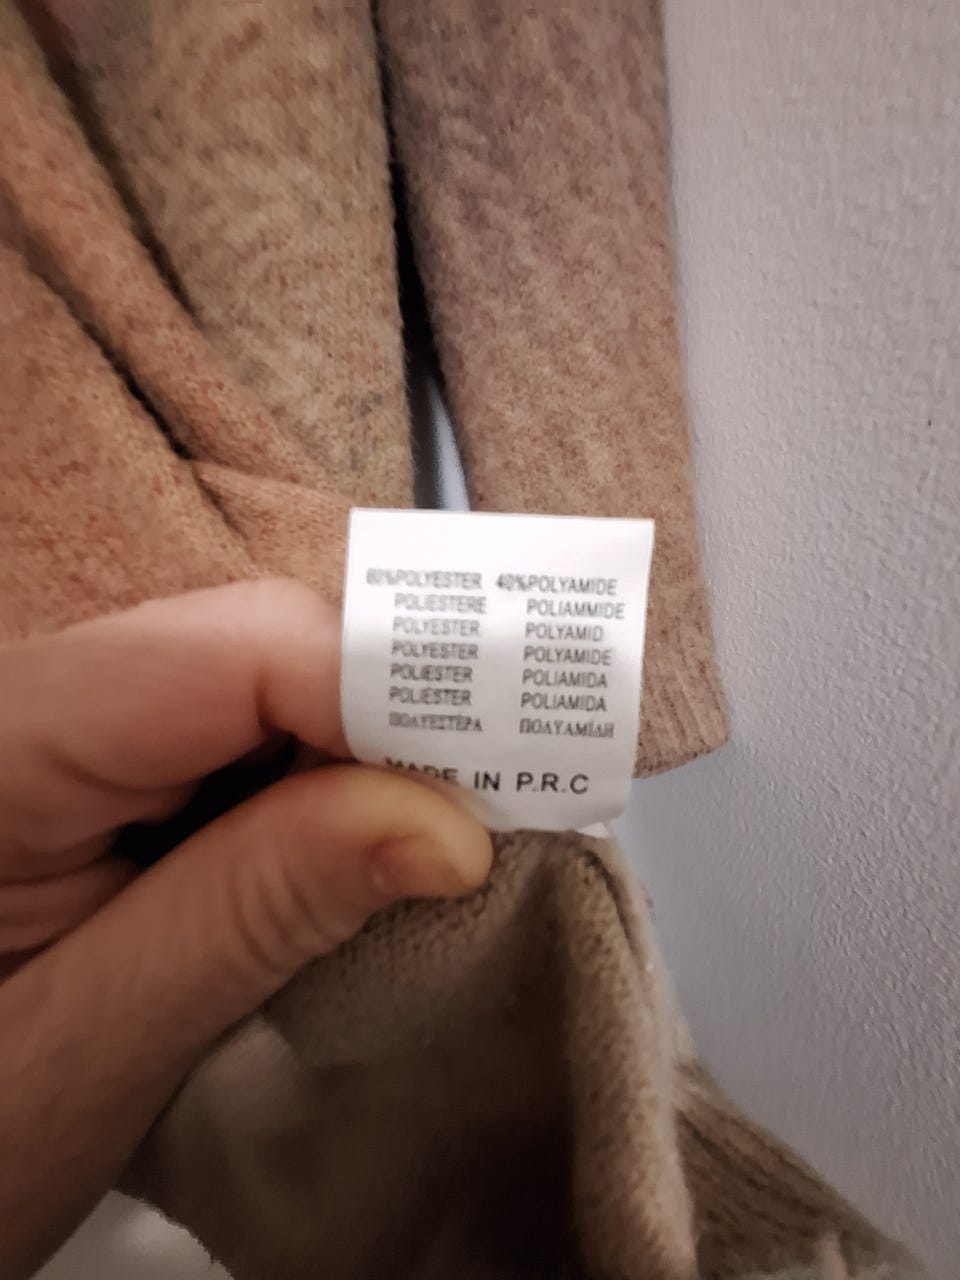 60%POLYESTER 40%POLYAMIDE
POLIESTERE POLIAMMIDE
POLYESTER POLYAMID
POLYESTER POLYAMIDE
POLIESTER POLIAMIDA
POLIÉSTER POLIAMIDA
ΠΟΛΥΕΣΤΕΡΑ ΠΟΛΥΑΜΙΔΗ
MADE IN P.R.C